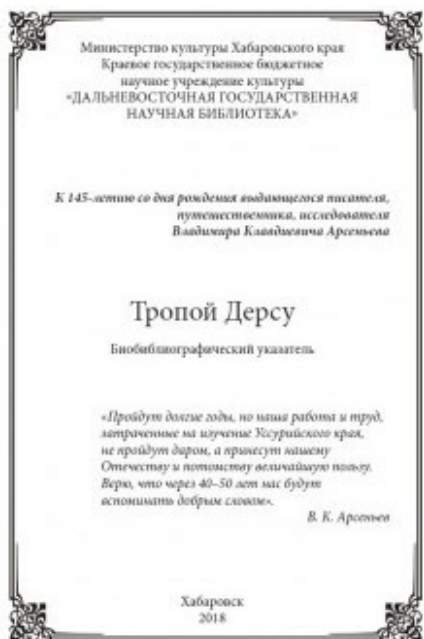 Министерство культуры Хабаровского края
Краевое государственное бюджетное
научное учреждение культуры
«ДАЛЬНЕВОСТОЧНАЯ ГОСУДАРСТВЕННАЯ
НАУЧНАЯ БИБЛИОТЕКА»
К 145-летию со дня рождения выдающегося писателя,
путешественника, исследователя
Владимира Клавдиевича Арсеньева
Тропой Дерсу
Биобиблиографический указатель
«Пройдут долгие годы, но наша работа и труд,
затраченные на изучение Уссурийского края,
не пройдут даром, а принесут нашему
Отечеству и потомству величайшую пользу.
Верю, что через 40–50 лет нас будут
вспоминать добрым словом».
В. К. Арсеньев
Хабаровск
2018